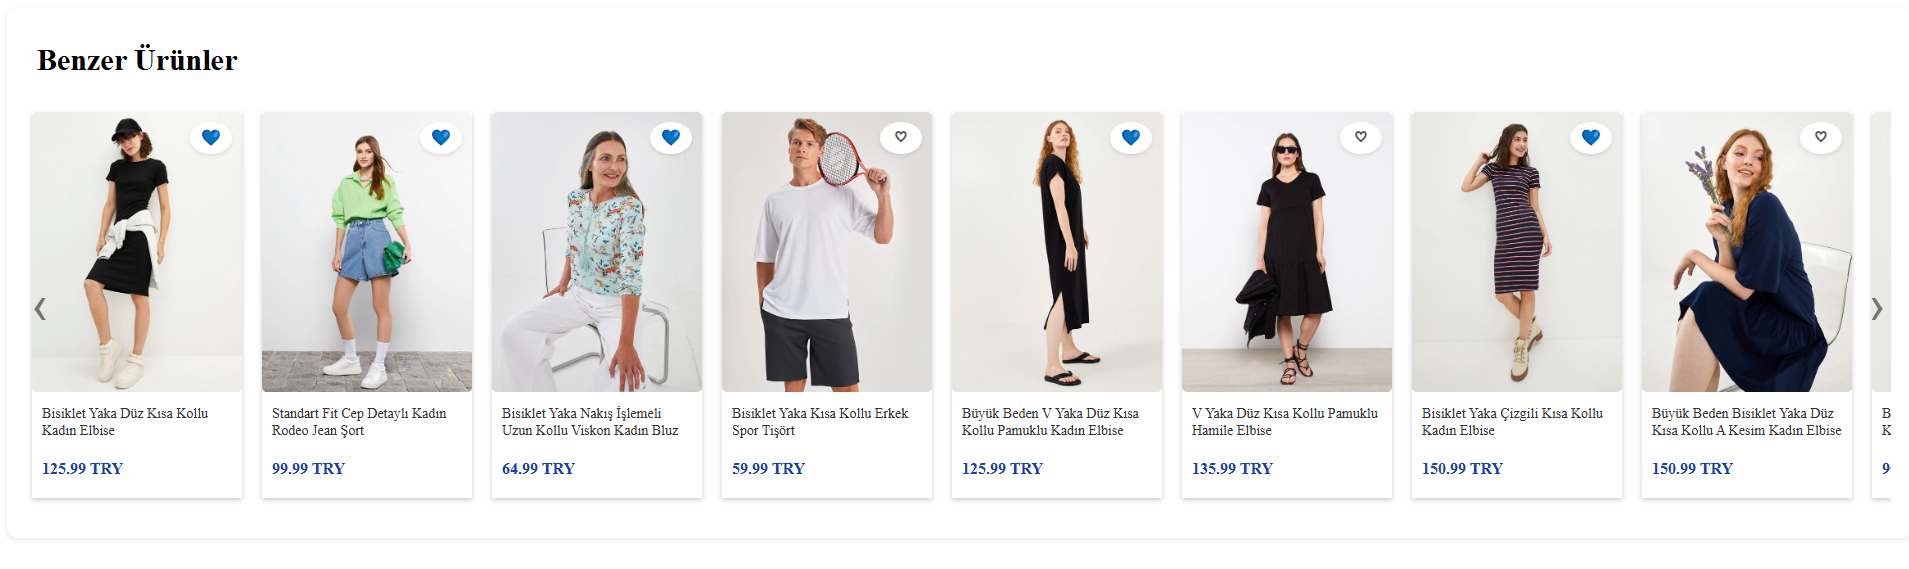 Benzer Ürünler
Bisiklet Yaka Düz Kısa Kollu
Kadın Elbise
125.99 TRY
Standart Fit Cep Detaylı Kadın
Rodeo Jean Şort
99.99 TRY
Bisiklet Yaka Nakış İşlemeli
Uzun Kollu Viskon Kadın Bluz
64.99 TRY
Bisiklet Yaka Kısa Kollu Erkek
Spor Tişört
59.99 TRY
Büyük Beden V Yaka Düz Kısa
Kollu Pamuklu Kadın Elbise
125.99 TRY
V Yaka Düz Kısa Kollu Pamuklu
Hamile Elbise
135.99 TRY
Bisiklet Yaka Çizgili Kısa Kollu
Kadın Elbise
150.99 TRY
Büyük Beden Bisiklet Yaka Düz
Kısa Kollu A Kesim Kadın Elbise
150.99 TRY